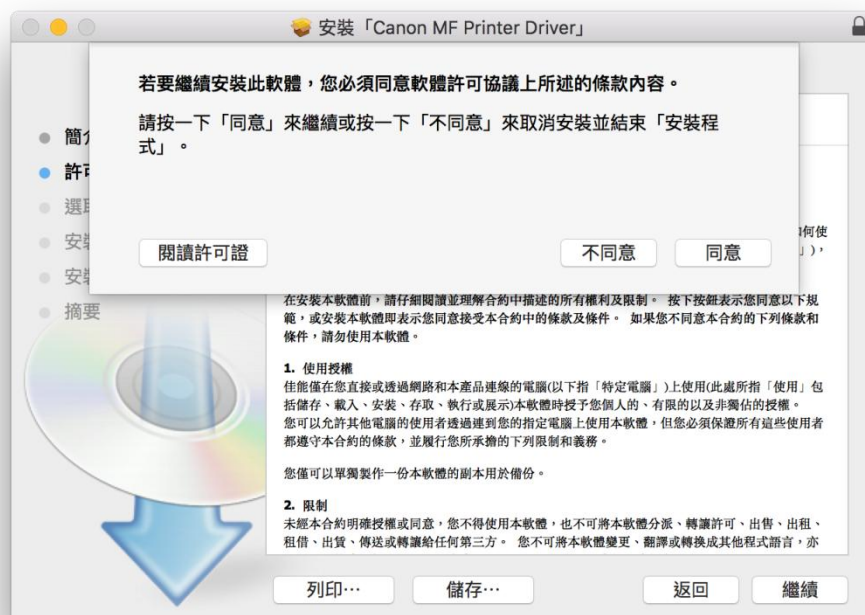 安裝「Canon MF Printer Driver」
若要繼續安裝此軟體,您必須同意軟體許可協議上所述的條款內容。
請按一下「同意」來繼續或按一下「不同意」來取消安裝並結束「安裝程
式」。
閱讀許可證
不同意
同意
簡介
許可
選取
安裝
安裝
摘要
如何使
」),
在安裝本軟體前,請仔細閱讀並理解合約中描述的所有權利及限制。 按下按鈕表示您同意以下規
範,或安裝本軟體即表示您同意接受本合約中的條款及條件。 如果您不同意本合約的下列條款和
條件,請勿使用本軟體。
1. 使用授權
佳能僅在您直接或透過網路和本產品連線的電腦(以下指「特定電腦」)上使用(此處所指「使用」包
括儲存、載入、安裝、存取、執行或展示)本軟體時授予您個人的、有限的以及非獨佔的授權。
您可以允許其他電腦的使用者透過連到您的指定電腦上使用本軟體,但您必須保證所有這些使用者
都遵守本合約的條款,並履行您所承擔的下列限制和義務。
您僅可以單獨製作一份本軟體的副本用於備份。
2. 限制
未經本合約明確授權或同意,您不得使用本軟體,也不可將本軟體分派、轉讓許可、出售、出租、
租借、出賃、傳送或轉讓給任何第三方。 您不可將本軟體變更、翻譯或轉換成其他程式語言,亦
列印⋯
儲存⋯
返回
繼續